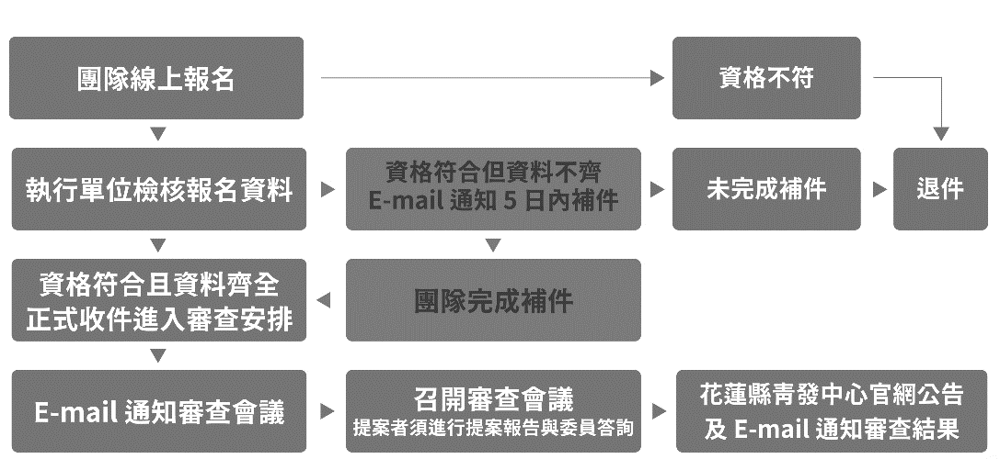 團隊線上報名
資格不符
執行單位檢核報名資料
資格符合但資料不齊
E-mail 通知 5 日內補件
未完成補件
退件
資格符合且資料齊全
正式收件進入審查安排
團隊完成補件
E-mail 通知審查會議
召開審查會議
提案者須進行提案報告與委員答詢
花蓮縣青發中心官網公告
及 E-mail 通知審查結果